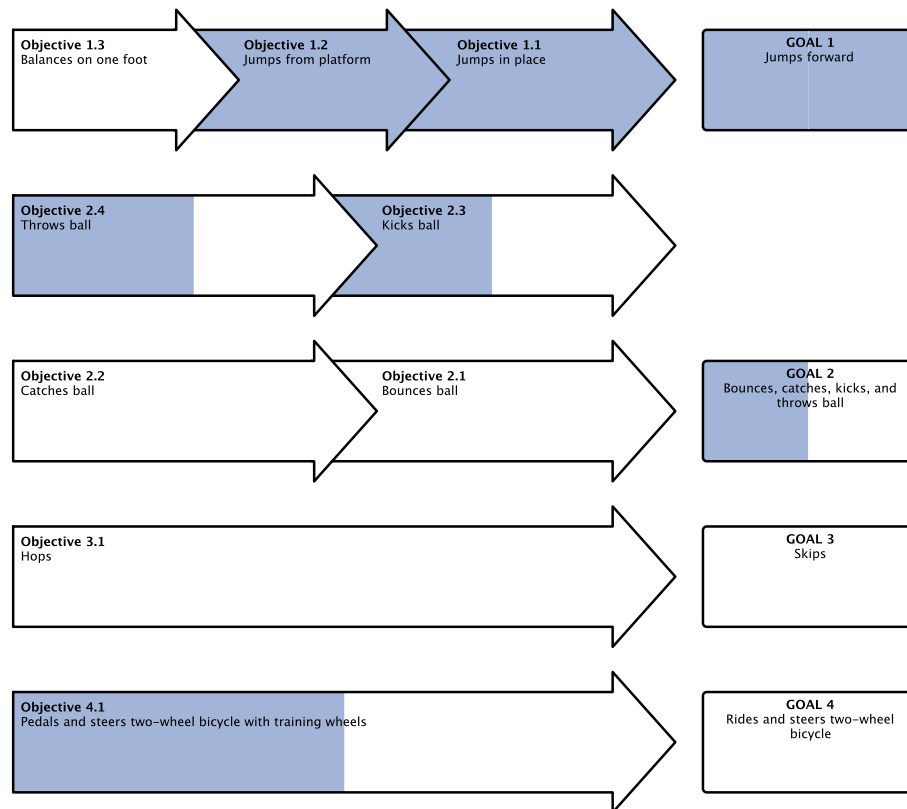 Objective 1.3
Balances on one foot
Objective 1.2
Jumps from platform
Objective 1.1
Jumps in place
GOAL 1
Jumps forward
Objective 2.4
Throws ball
Objective 2.3
Kicks ball
Objective 2.2
Catches ball
Objective 2.1
Bounces ball
GOAL 2
Bounces, catches, kicks, and
throws ball
Objective 3.1
Hops
GOAL 3
Skips
Objective 4.1
Pedals and steers two-wheel bicycle with training wheels
GOAL 4
Rides and steers two-wheel
bicycle